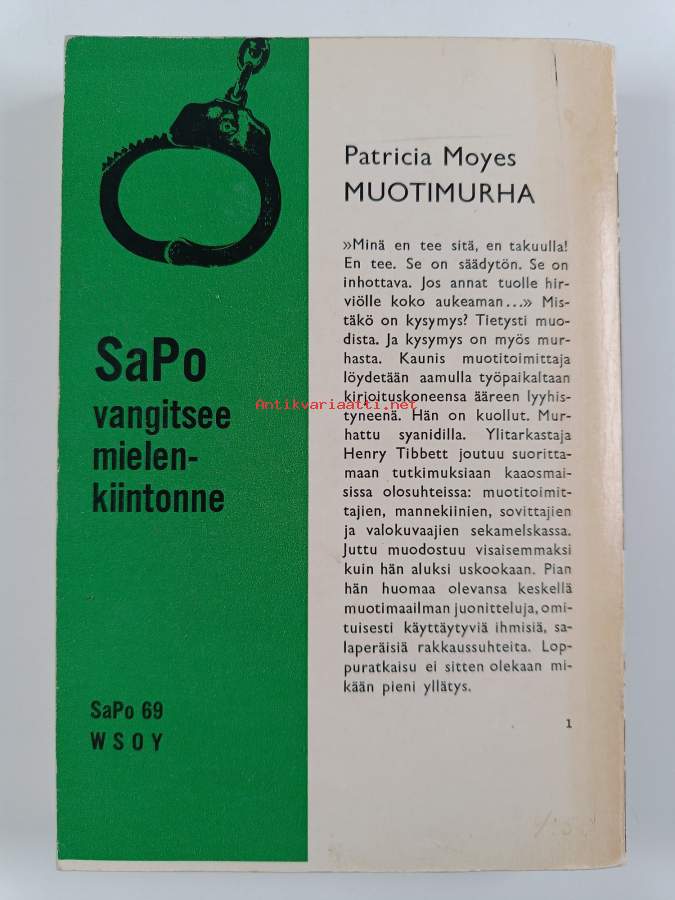 SaPo
vangitsee
mielen-
kiintonne
SaPo 69
WSOY
Patricia Moyes
MUOTIMURHA
»Minä en tee sitä, en takuulla!
En tee. Se on säädytön. Se on
inhottava. Jos annat tuolle hir-
viölle koko aukeaman...» Mis-
täkö on kysymys? Tietysti muo-
dista. Ja kysymys on myös mur-
hasta. Kaunis muotitoimittaja
löydetään aamulla työpaikaltaan
kirjoituskoneensa ääreen lyyhis-
tyneenä. Hän on kuollut. Mur-
hattu syanidilla. Ylitarkastaja
Henry Tibbett joutuu suoritta-
maan tutkimuksiaan kaaosmai-
sissa olosuhteissa: muotitoimit-
tajien, mannekiinien, sovittajien
ja valokuvaajien sekamelskassa.
Juttu muodostuu visaisemmaksi
kuin hän aluksi uskookaan. Pian
hän huomaa olevansa keskellä
muotimaailman juonitteluja, omi-
tuisesti käyttäytyviä ihmisiä, sa-
laperäisiä rakkaussuhteita. Lop-
puratkaisu ei sitten olekaan mi-
kään pieni yllätys.
1
Antikvariaatti.net